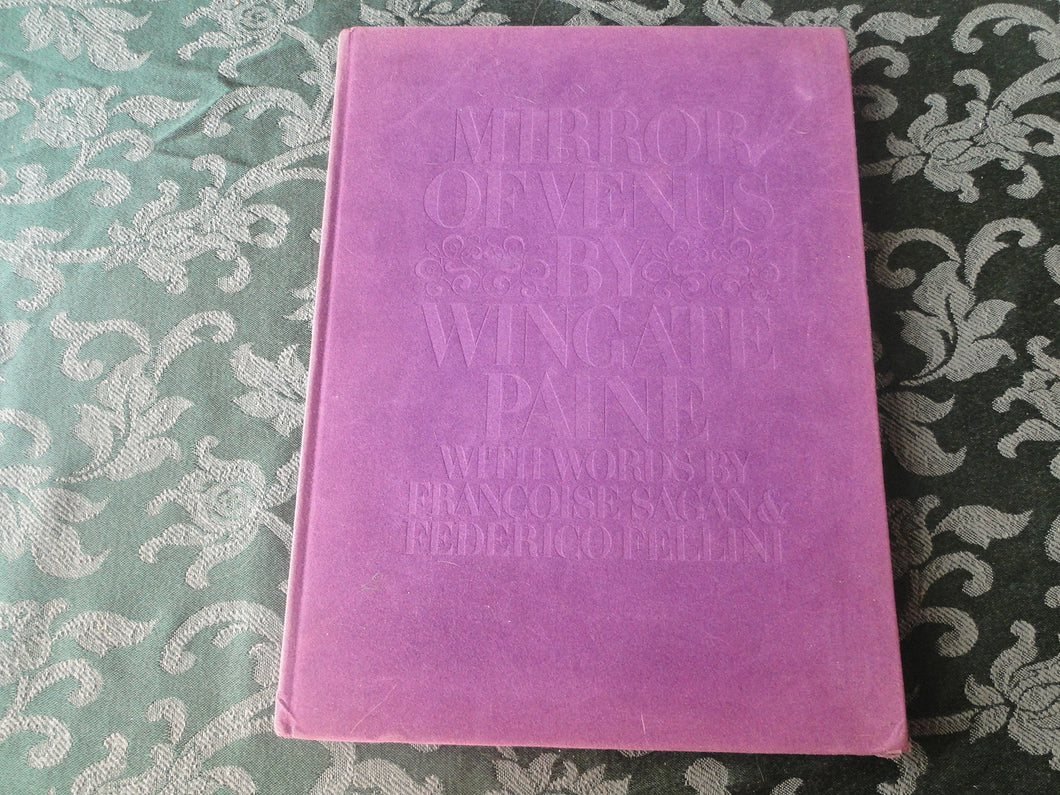 MIRROR
OF VENUS
BY
WINGATE
PAINE
WITH WORDS BY
FRANCOISE SAGAN &
FEDERICO FELLINI